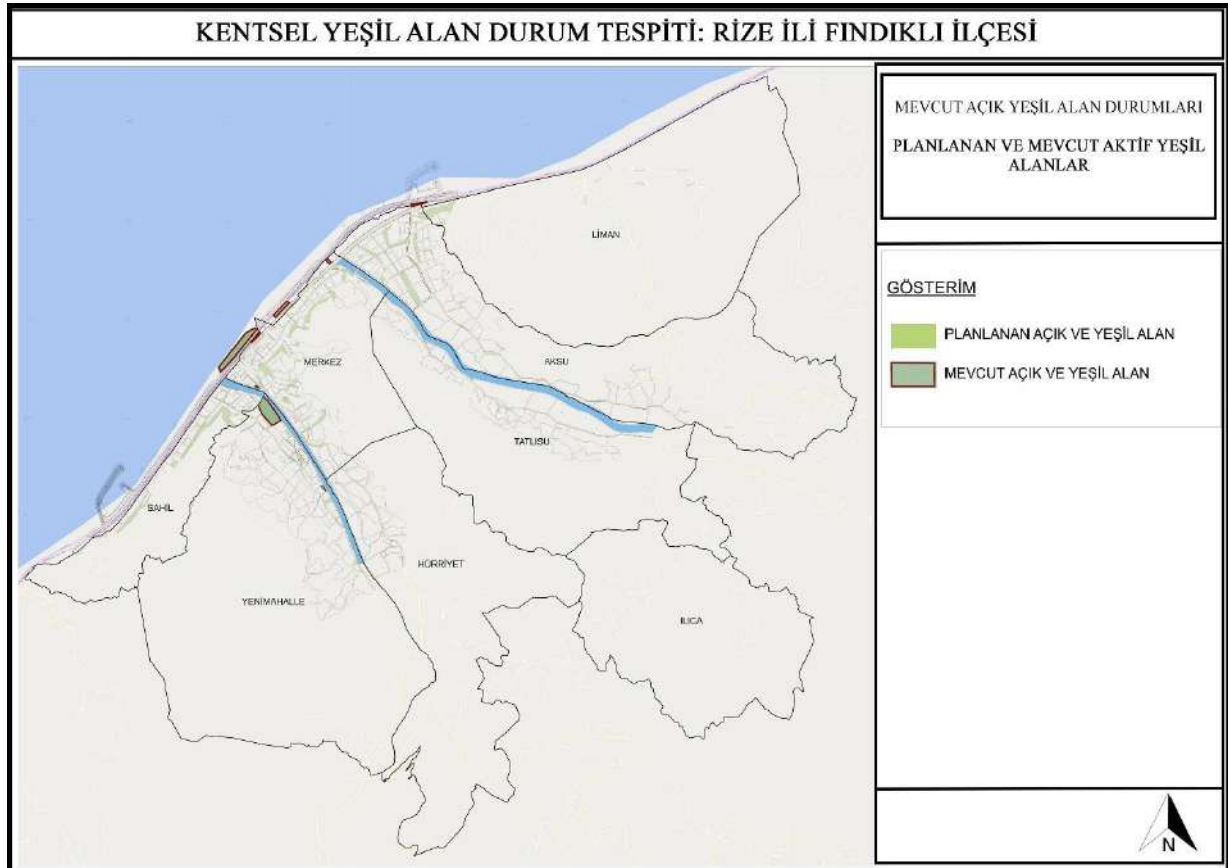 KENTSEL YEŞİL ALAN DURUM TESPİTİ: RİZE İLİ FINDIKLI İLÇESİ
MEVCUT AÇIK YEŞİL ALAN DURUMLARI
PLANLANAN VE MEVCUT AKTİF YEŞİL
ALANLAR
GÖSTERİM
PLANLANAN AÇIK VE YEŞİL ALAN
MEVCUT AÇIK VE YEŞİL ALAN
LİMAN
MERKEZ
AKSU
TATLISU
SAHİL
HÜRRİYET
YENİMAHALLE
ILICA
N